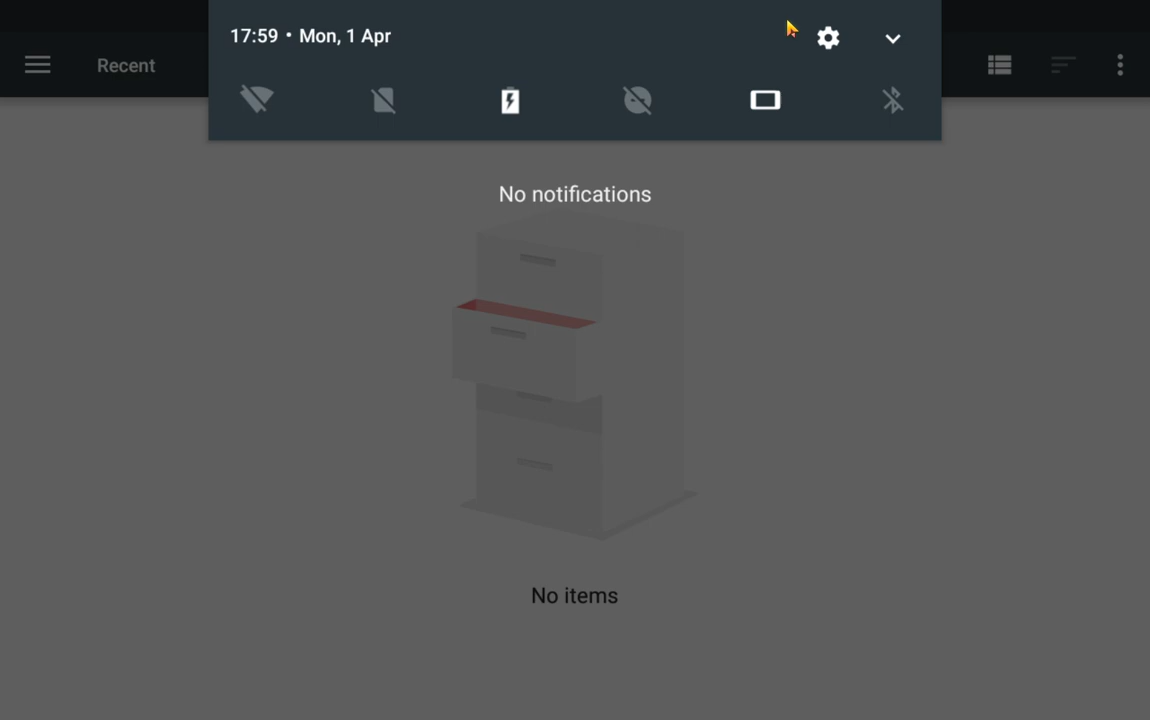 17:59 • Mon, 1 Apr
Recent
No notifications
No items